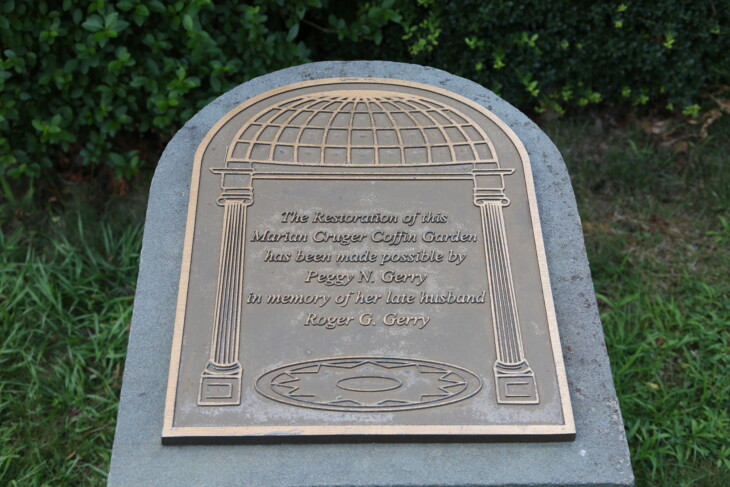 The Restoration of this
Marian Cruger Coffin Garden
has been made possible by
Peggy N. Gerry
in memory of her late husband
Roger G. Gerry